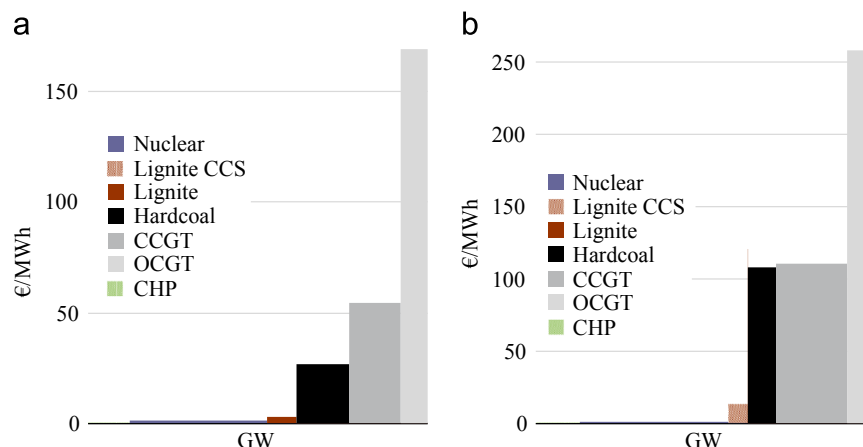 a
150
100
50
0
€/MWh
Nuclear
Lignite CCS
Lignite
Hardcoal
CCGT
OCGT
CHP
GW
b
250
200
150
100
50
0
€/MWh
Nuclear
Lignite CCS
Lignite
Hardcoal
CCGT
OCGT
CHP
GW